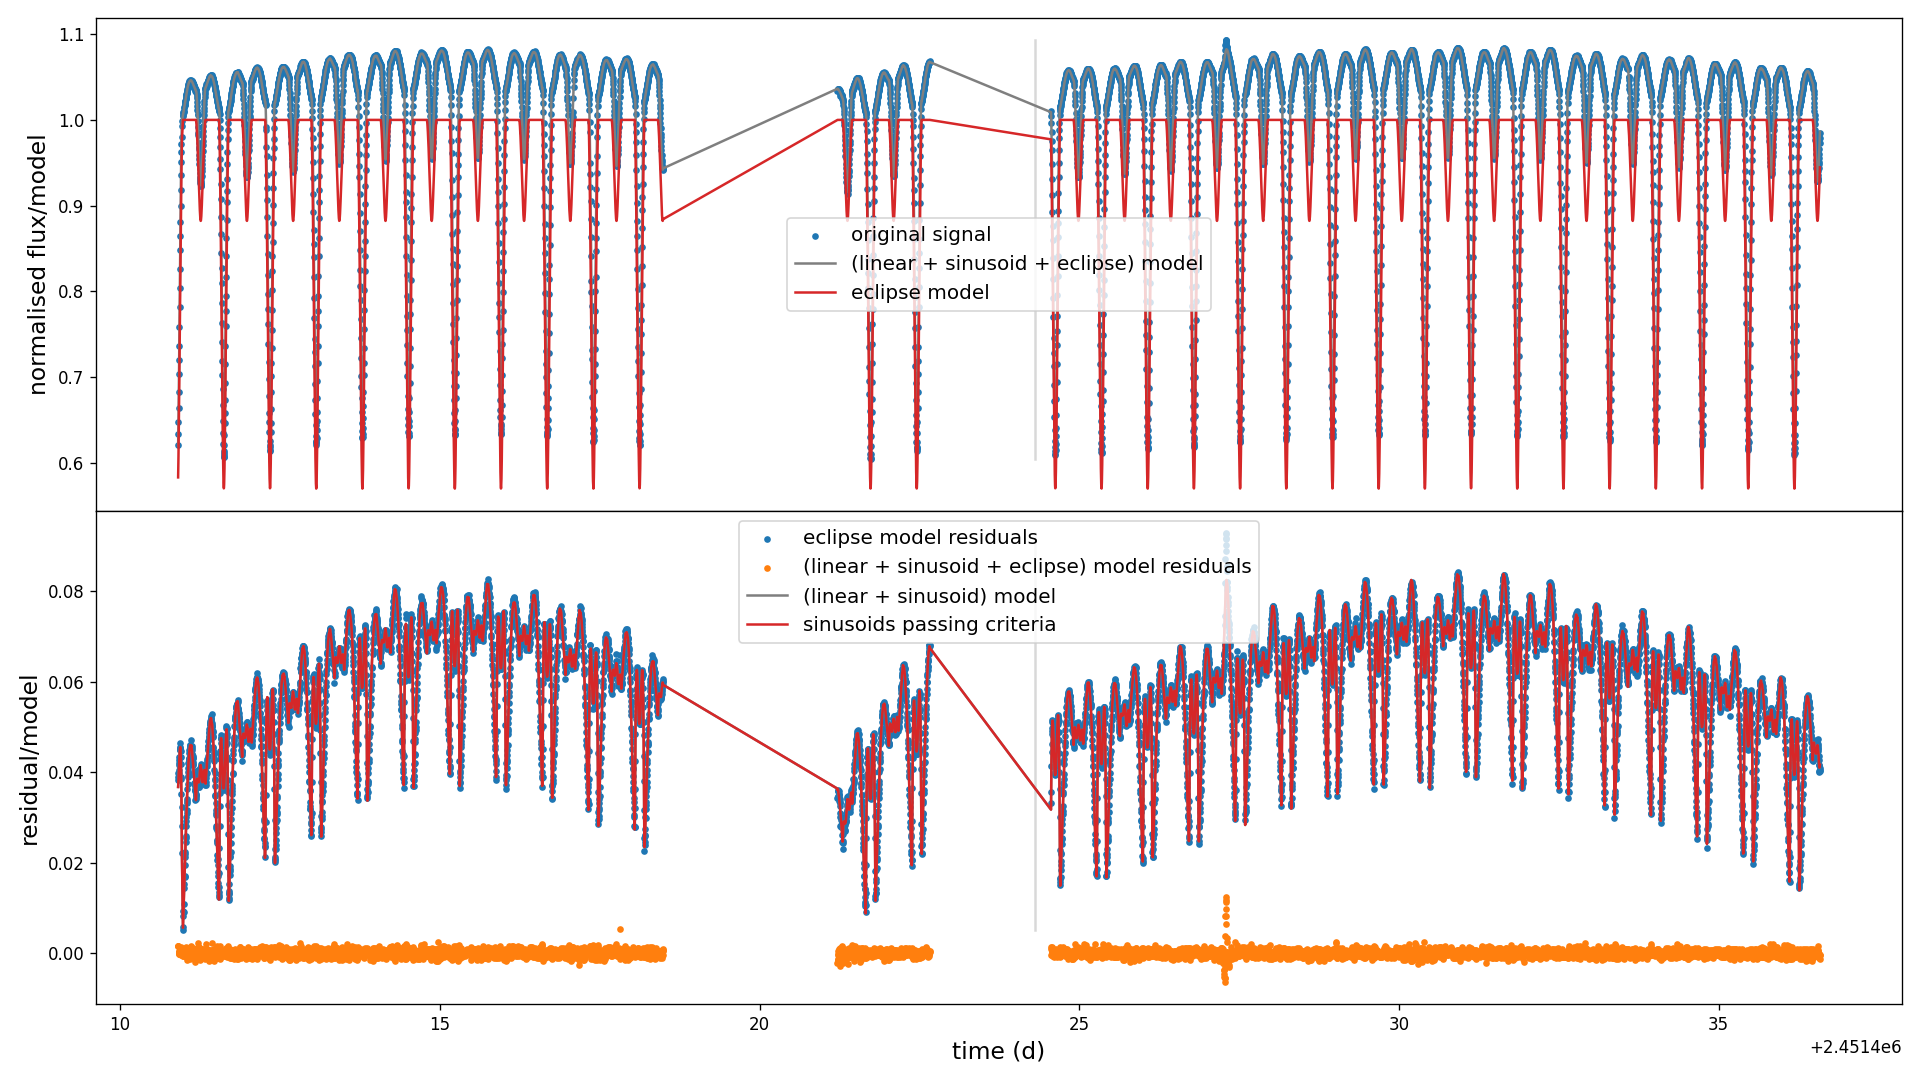 normalised flux/model
1.1
1.0
0.9
0.8
0.7
0.6
original signal
(linear + sinusoid + eclipse) model
eclipse model
residual/model
0.08
0.06
0.04
0.02
0.00
eclipse model residuals
(linear + sinusoid + eclipse) model residuals
(linear + sinusoid) model
sinusoids passing criteria
10 15 20 25 30 35
time (d)
+2.4514e6